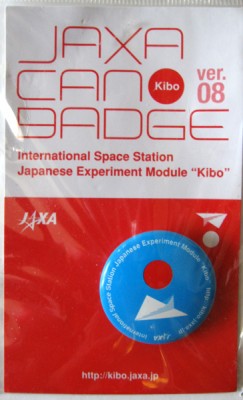 JAXA
CAN Kibo ver.
BADGE 08
International Space Station
Japanese Experiment Module "Kibo"
JAXA
International Space Station Japanese Experiment Module "Kibo"
http://kibo.jaxa.jp